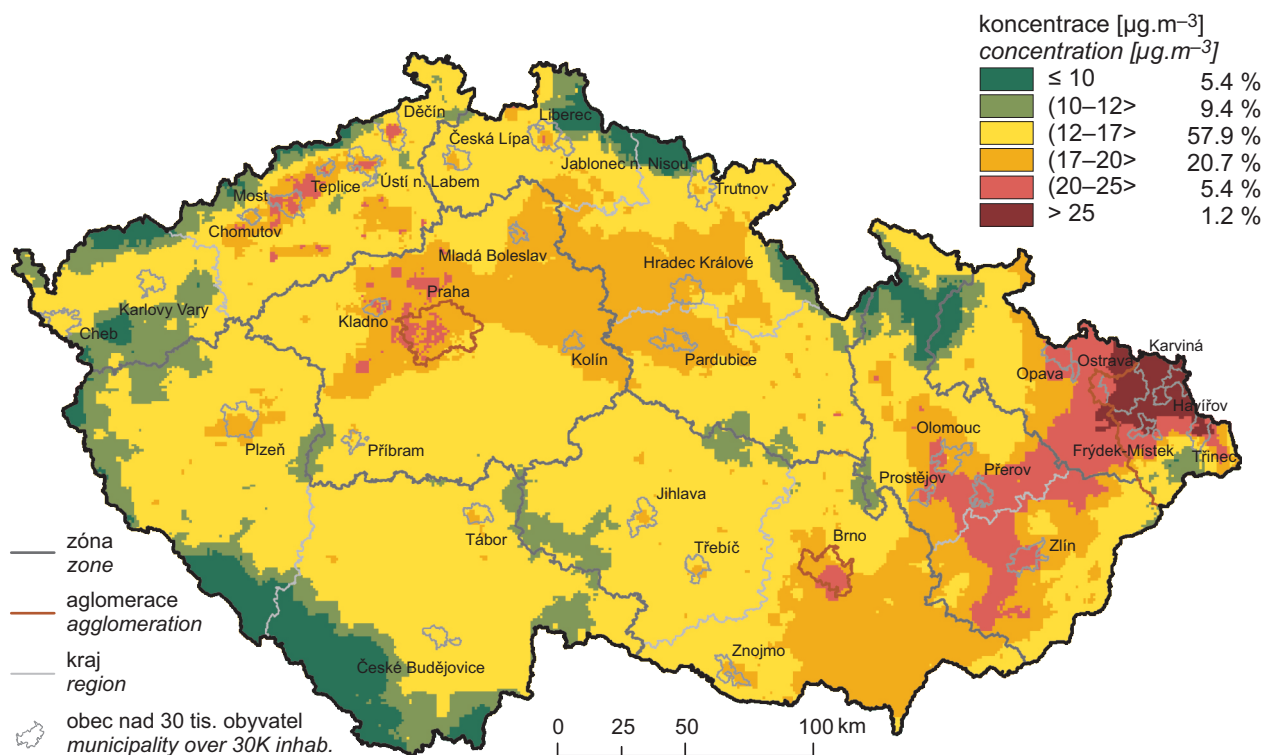 koncentrace [µg.m–3]
concentration [µg.m–3]
≤ 10 5.4 %
(10–12> 9.4 %
(12–17> 57.9 %
(17–20> 20.7 %
(20–25> 5.4 %
> 25 1.2 %
Děčín
Liberec
Česká Lípa
Jablonec n. Nisou
Teplice
Ústí n. Labem
Trutnov
Most
Chomutov
Mladá Boleslav
Hradec Králové
Praha
Karlovy Vary
Kladno
Cheb
Kolín
Pardubice
Karviná
Ostrava
Opava
Havířov
Olomouc
Plzeň
Příbram
Frýdek-Místek
Třinec
Prostějov
Přerov
Jihlava
Tábor
Brno
Zlín
Třebíč
České Budějovice
Znojmo
zóna
zone
aglomerace
agglomeration
kraj
region
obec nad 30 tis. obyvatel
municipality over 30K inhab.
0 25 50 100 km